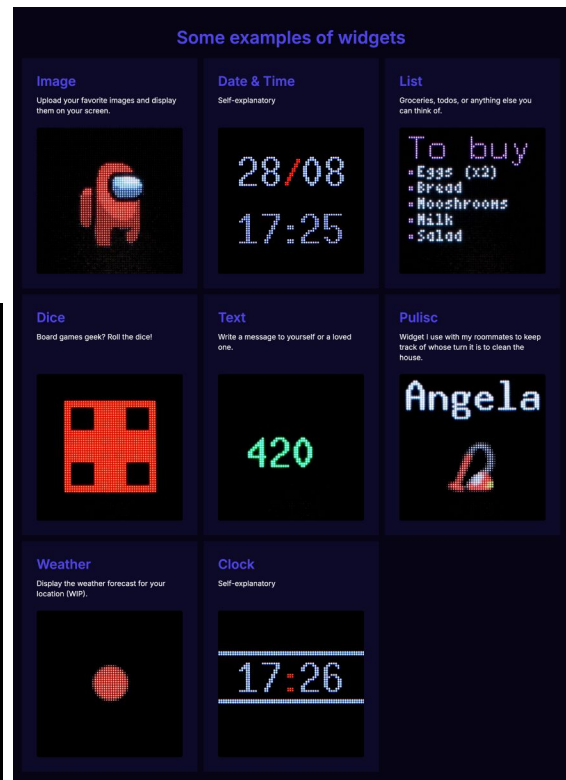 Some examples of widgets
Image
Upload your favorite images and display
them on your screen.
Date & Time
Self-explanatory
28/08
17:25
List
Groceries, todos, or anything else you
can think of.
To buy
Eggs (x2)
Bread
Mooshrooms
Milk
Salad
Dice
Board games geek? Roll the dice!
Text
Write a message to yourself or a loved
one.
420
Pulisc
Widget I use with my roommates to keep
track of whose turn it is to clean the
house.
Angela
Weather
Display the weather forecast for your
location (WIP).
Clock
Self-explanatory
17:26